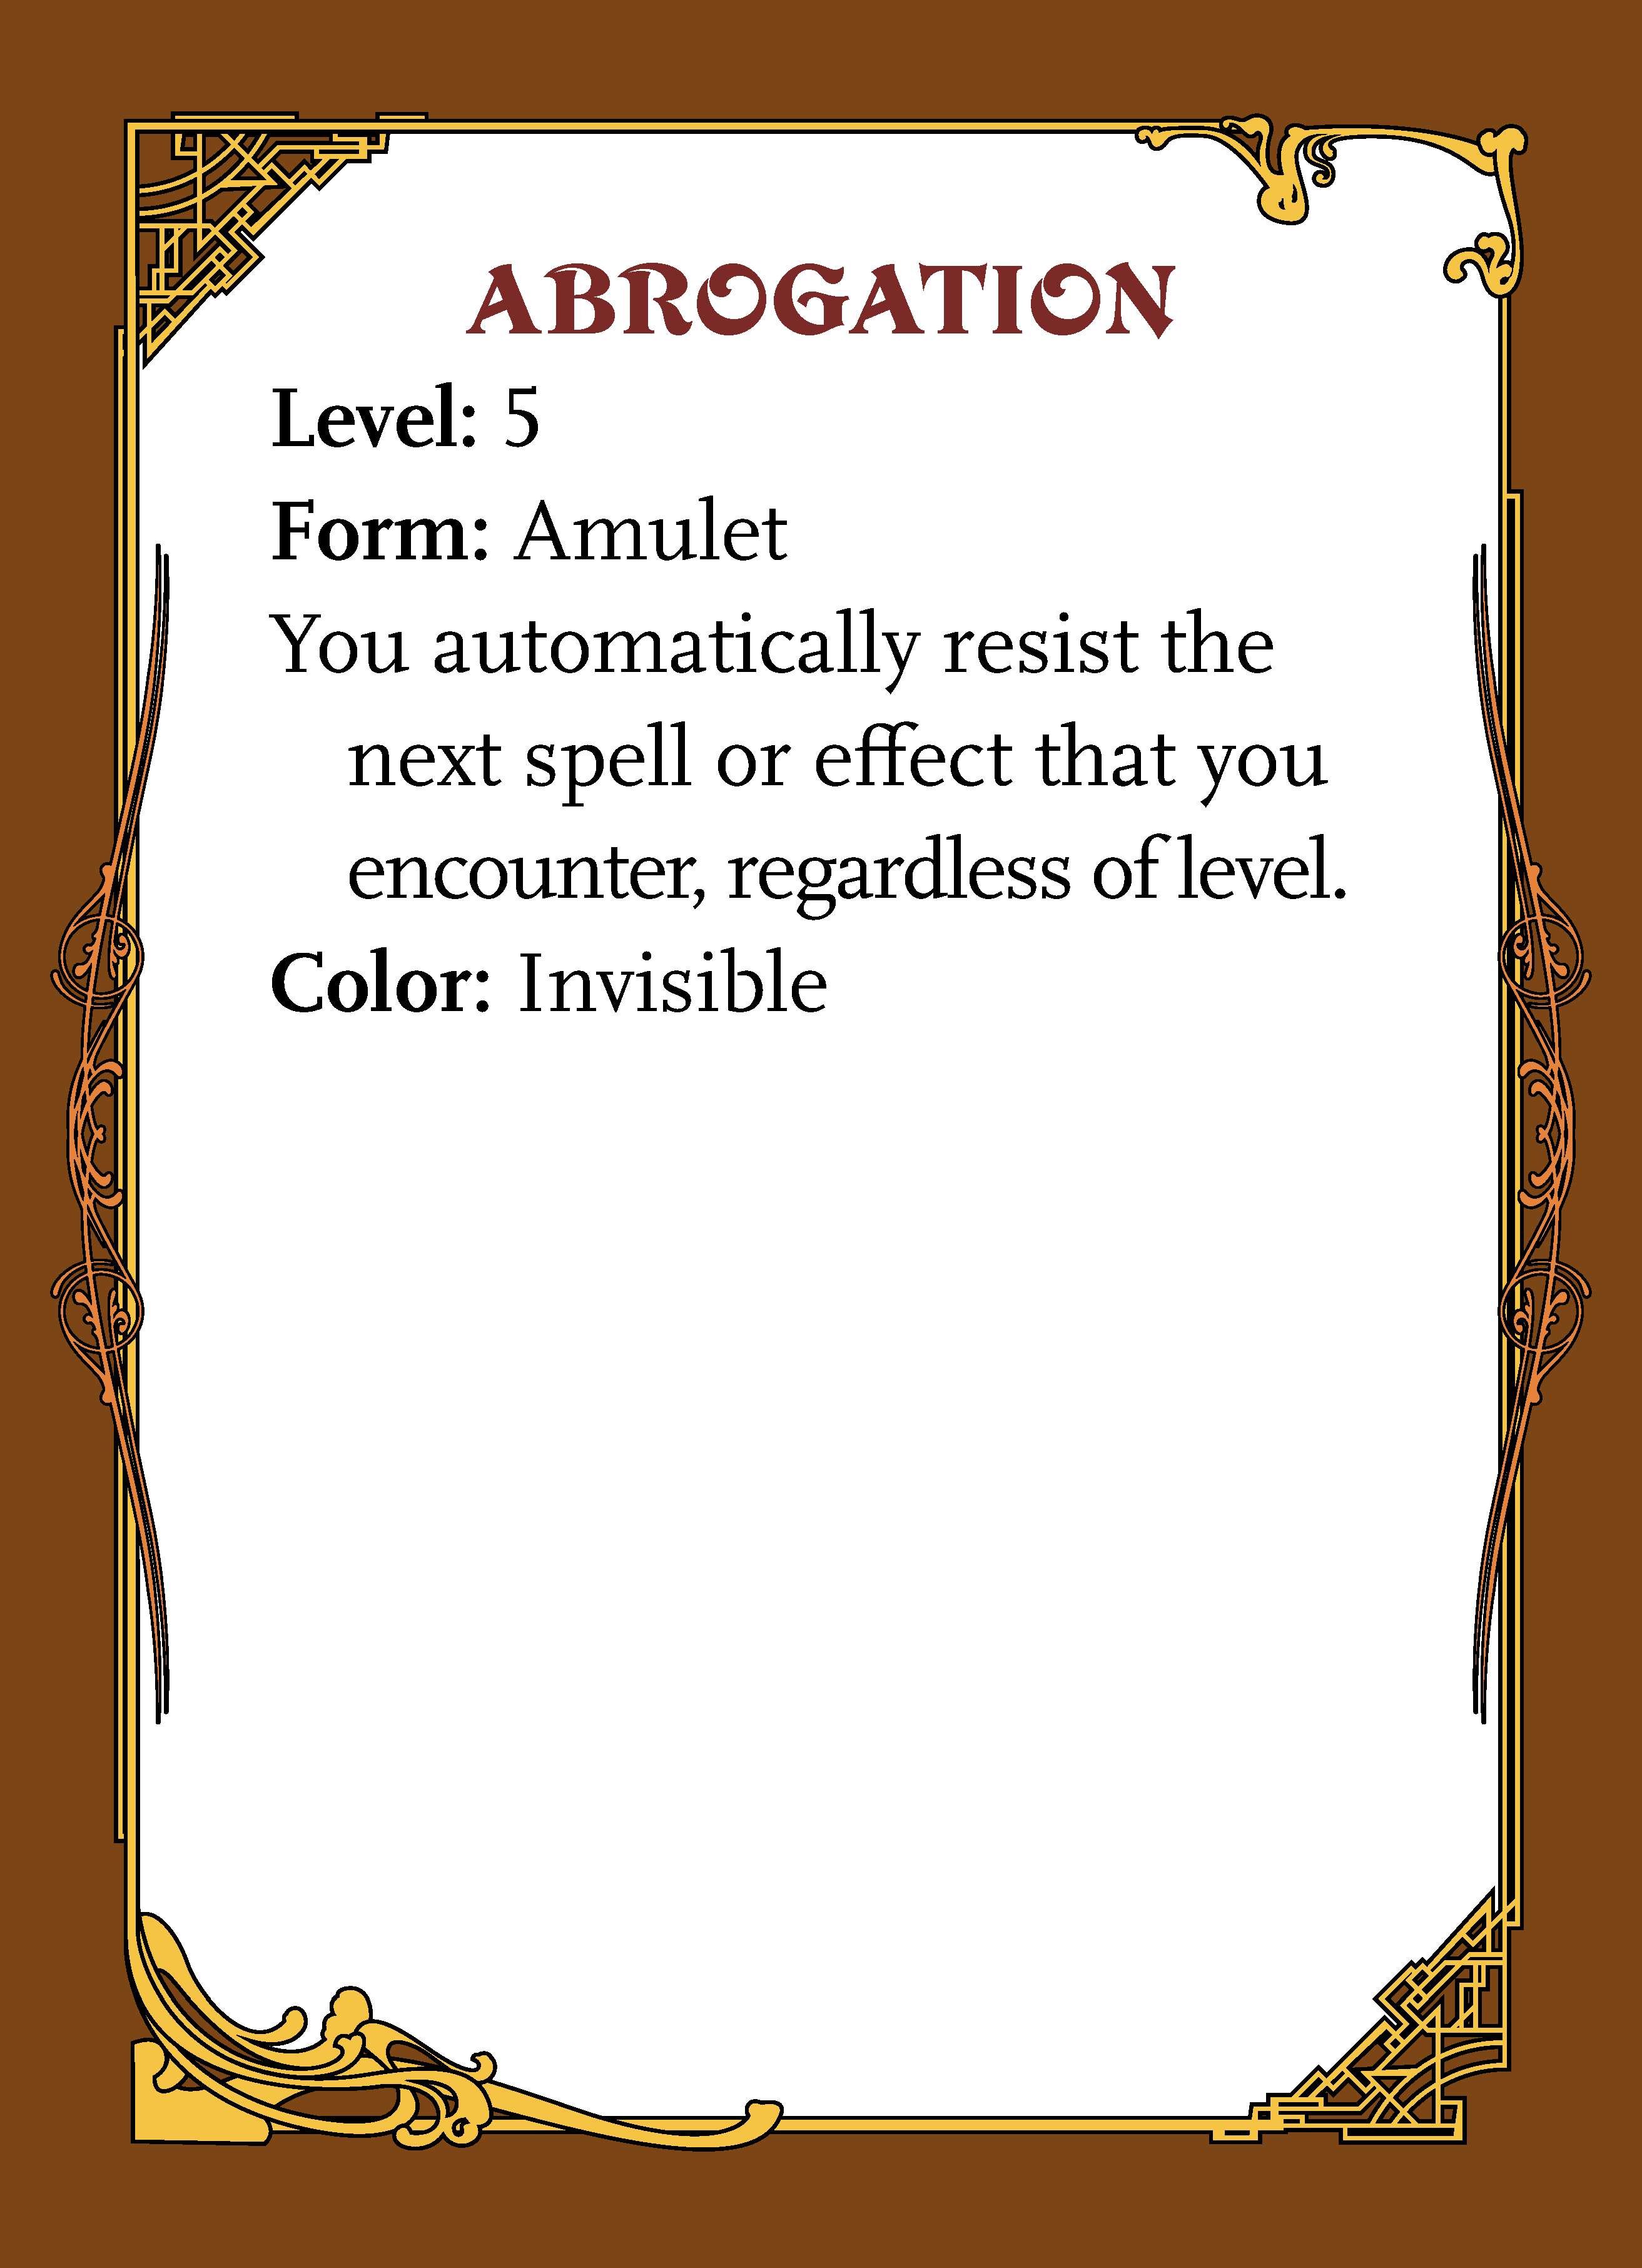 ABROGATION
Level: 5
Form: Amulet
You automatically resist the
next spell or effect that you
encounter, regardless of level.
Color: Invisible